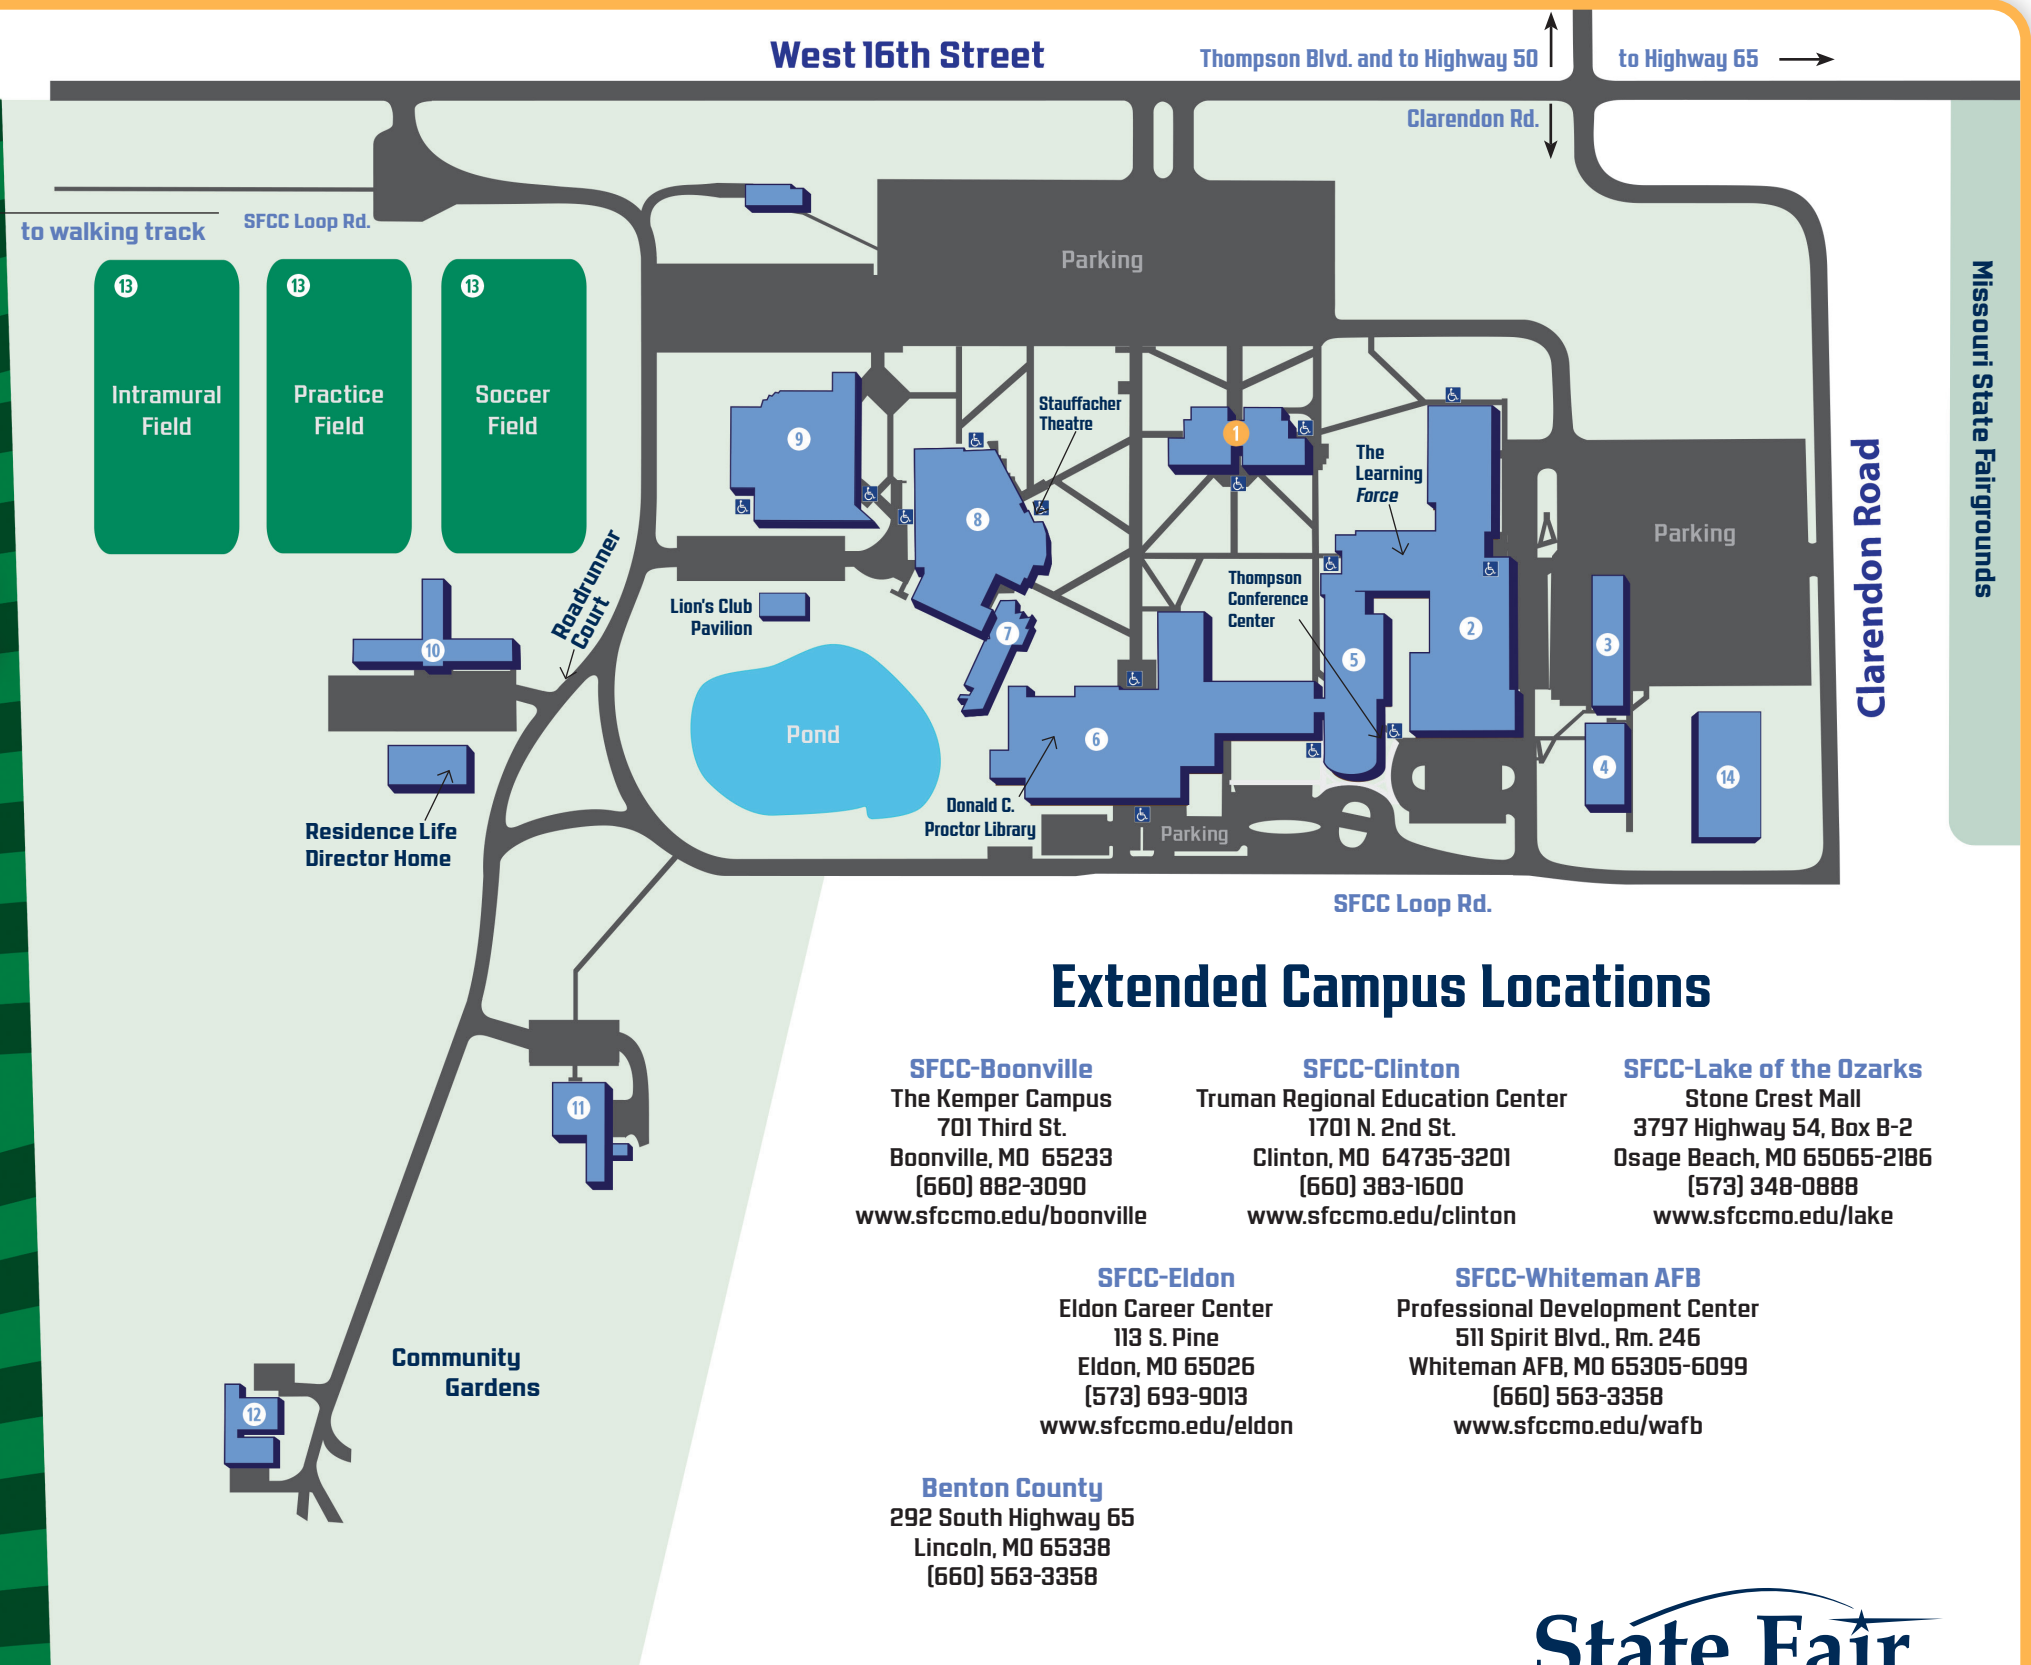 West 16th Street
Thompson Blvd. and to Highway 50
to Highway 65
Clarendon Rd.
to walking track
SFCC Loop Rd.
Parking
Missouri State Fairgrounds
13
13
13
Intramural
Field
Practice
Field
Soccer
Field
Stauffacher
Theatre
9
1
The
Learning
Force
8
Parking
Clarendon Road
Roadrunner
Court
Thompson
Conference
Center
Lion's Club
Pavilion
7
2
3
10
5
Pond
6
4
14
Donald C.
Proctor Library
Parking
Residence Life
Director Home
SFCC Loop Rd.
11
Community
Gardens
12
Extended Campus Locations
SFCC-Boonville
The Kemper Campus
701 Third St.
Boonville, MO 65233
(660) 882-3090
www.sfccmo.edu/boonville
SFCC-Clinton
Truman Regional Education Center
1701 N. 2nd St.
Clinton, MO 64735-3201
(660) 383-1600
www.sfccmo.edu/clinton
SFCC-Lake of the Ozarks
Stone Crest Mall
3797 Highway 54, Box B-2
Osage Beach, MO 65065-2186
(573) 348-0888
www.sfccmo.edu/lake
SFCC-Eldon
Eldon Career Center
113 S. Pine
Eldon, MO 65026
(573) 693-9013
www.sfccmo.edu/eldon
SFCC-Whiteman AFB
Professional Development Center
511 Spirit Blvd., Rm. 246
Whiteman AFB, MO 65305-6099
(660) 563-3358
www.sfccmo.edu/wafb
Benton County
292 South Highway 65
Lincoln, MO 65338
(660) 563-3358
State Fair